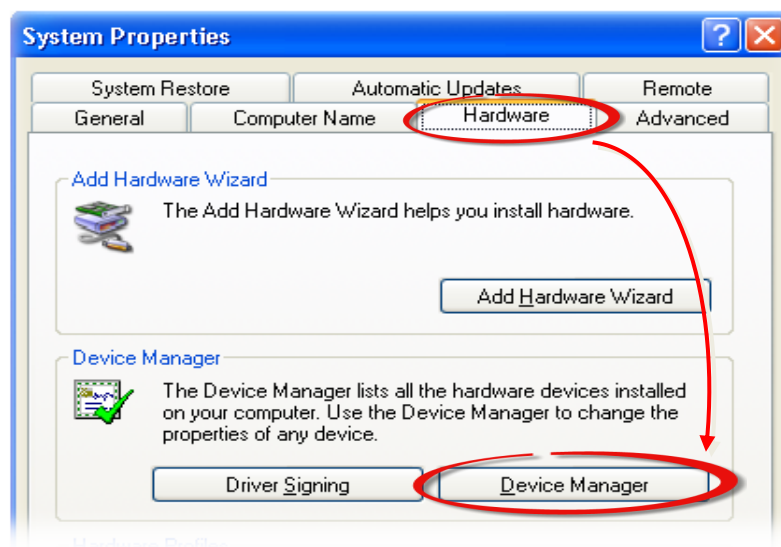 System Properties
System Restore Automatic Updates Remote
General Computer Name Hardware Advanced
Add Hardware Wizard
The Add Hardware Wizard helps you install hardware.
Add Hardware Wizard
Device Manager
The Device Manager lists all the hardware devices installed
on your computer. Use the Device Manager to change the
properties of any device.
Driver Signing Device Manager
Hardware Profiles